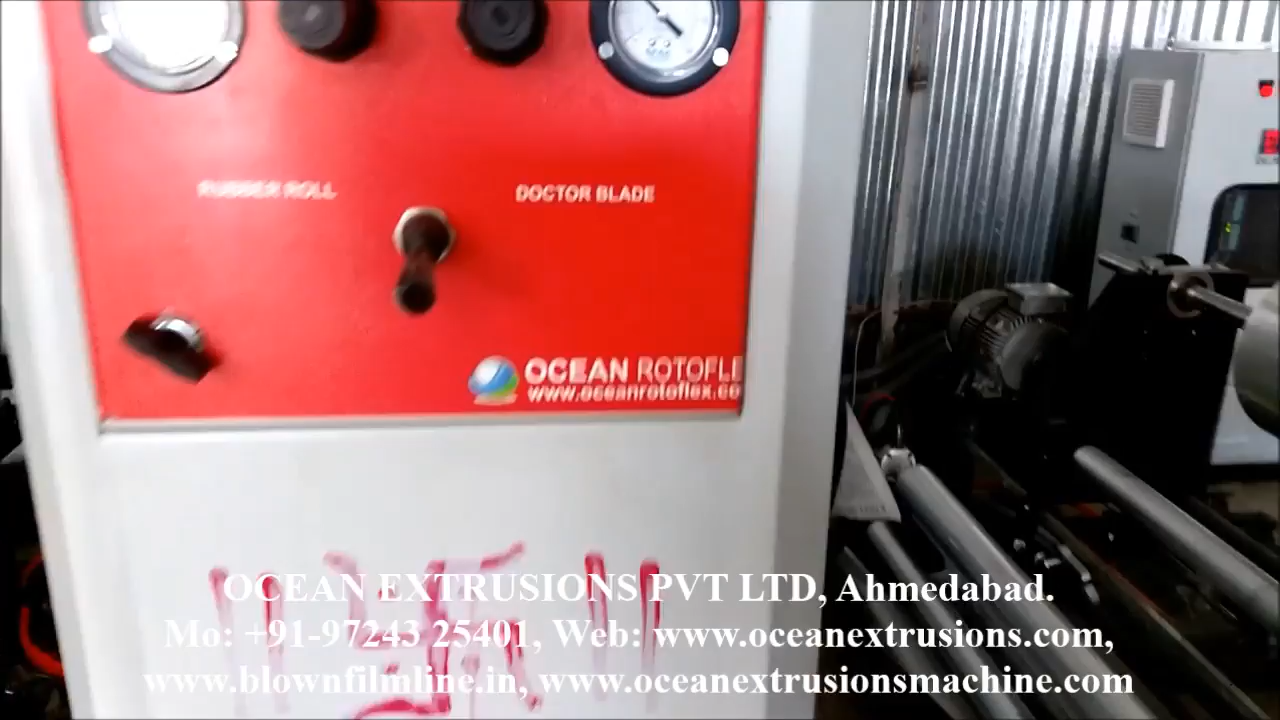 RUBBER ROLL
DOCTOR BLADE
OCEAN ROTOFLE
www.oceanrotoflex.co
OCEAN EXTRUSIONS PVT LTD, Ahmedabad.
Mo: +91-97243 25401, Web: www.oceanextrusions.com,
www.blownfilmline.in, www.oceanextrusionsmachine.com